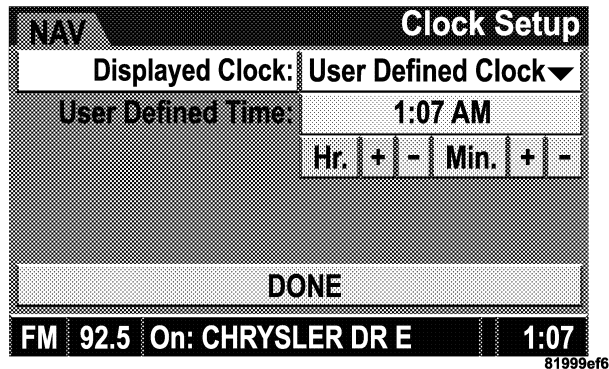 NAV Clock Setup
Displayed Clock: User Defined Clock
User Defined Time: 1:07 AM
Hr. + - Min. + -
DONE
FM 92.5 On: CHRYSLER DR E 1:07
81999ef6